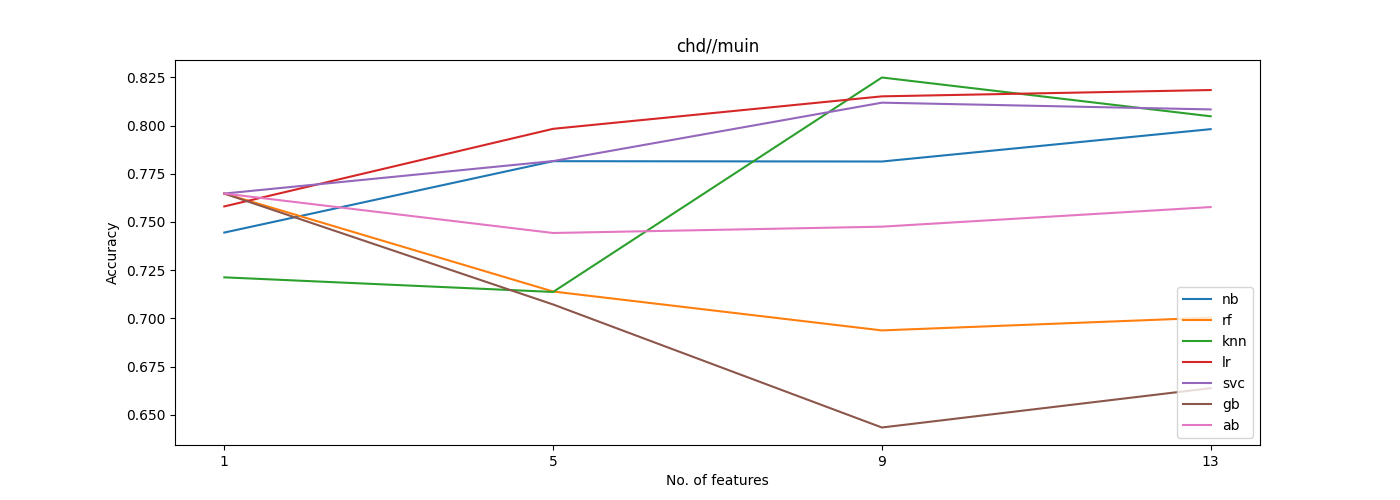 chd//muin
0.825
0.800
0.775
0.750
0.725
0.700
0.675
0.650
Accuracy
1 5 9 13
No. of features
nb
rf
knn
lr
svc
gb
ab